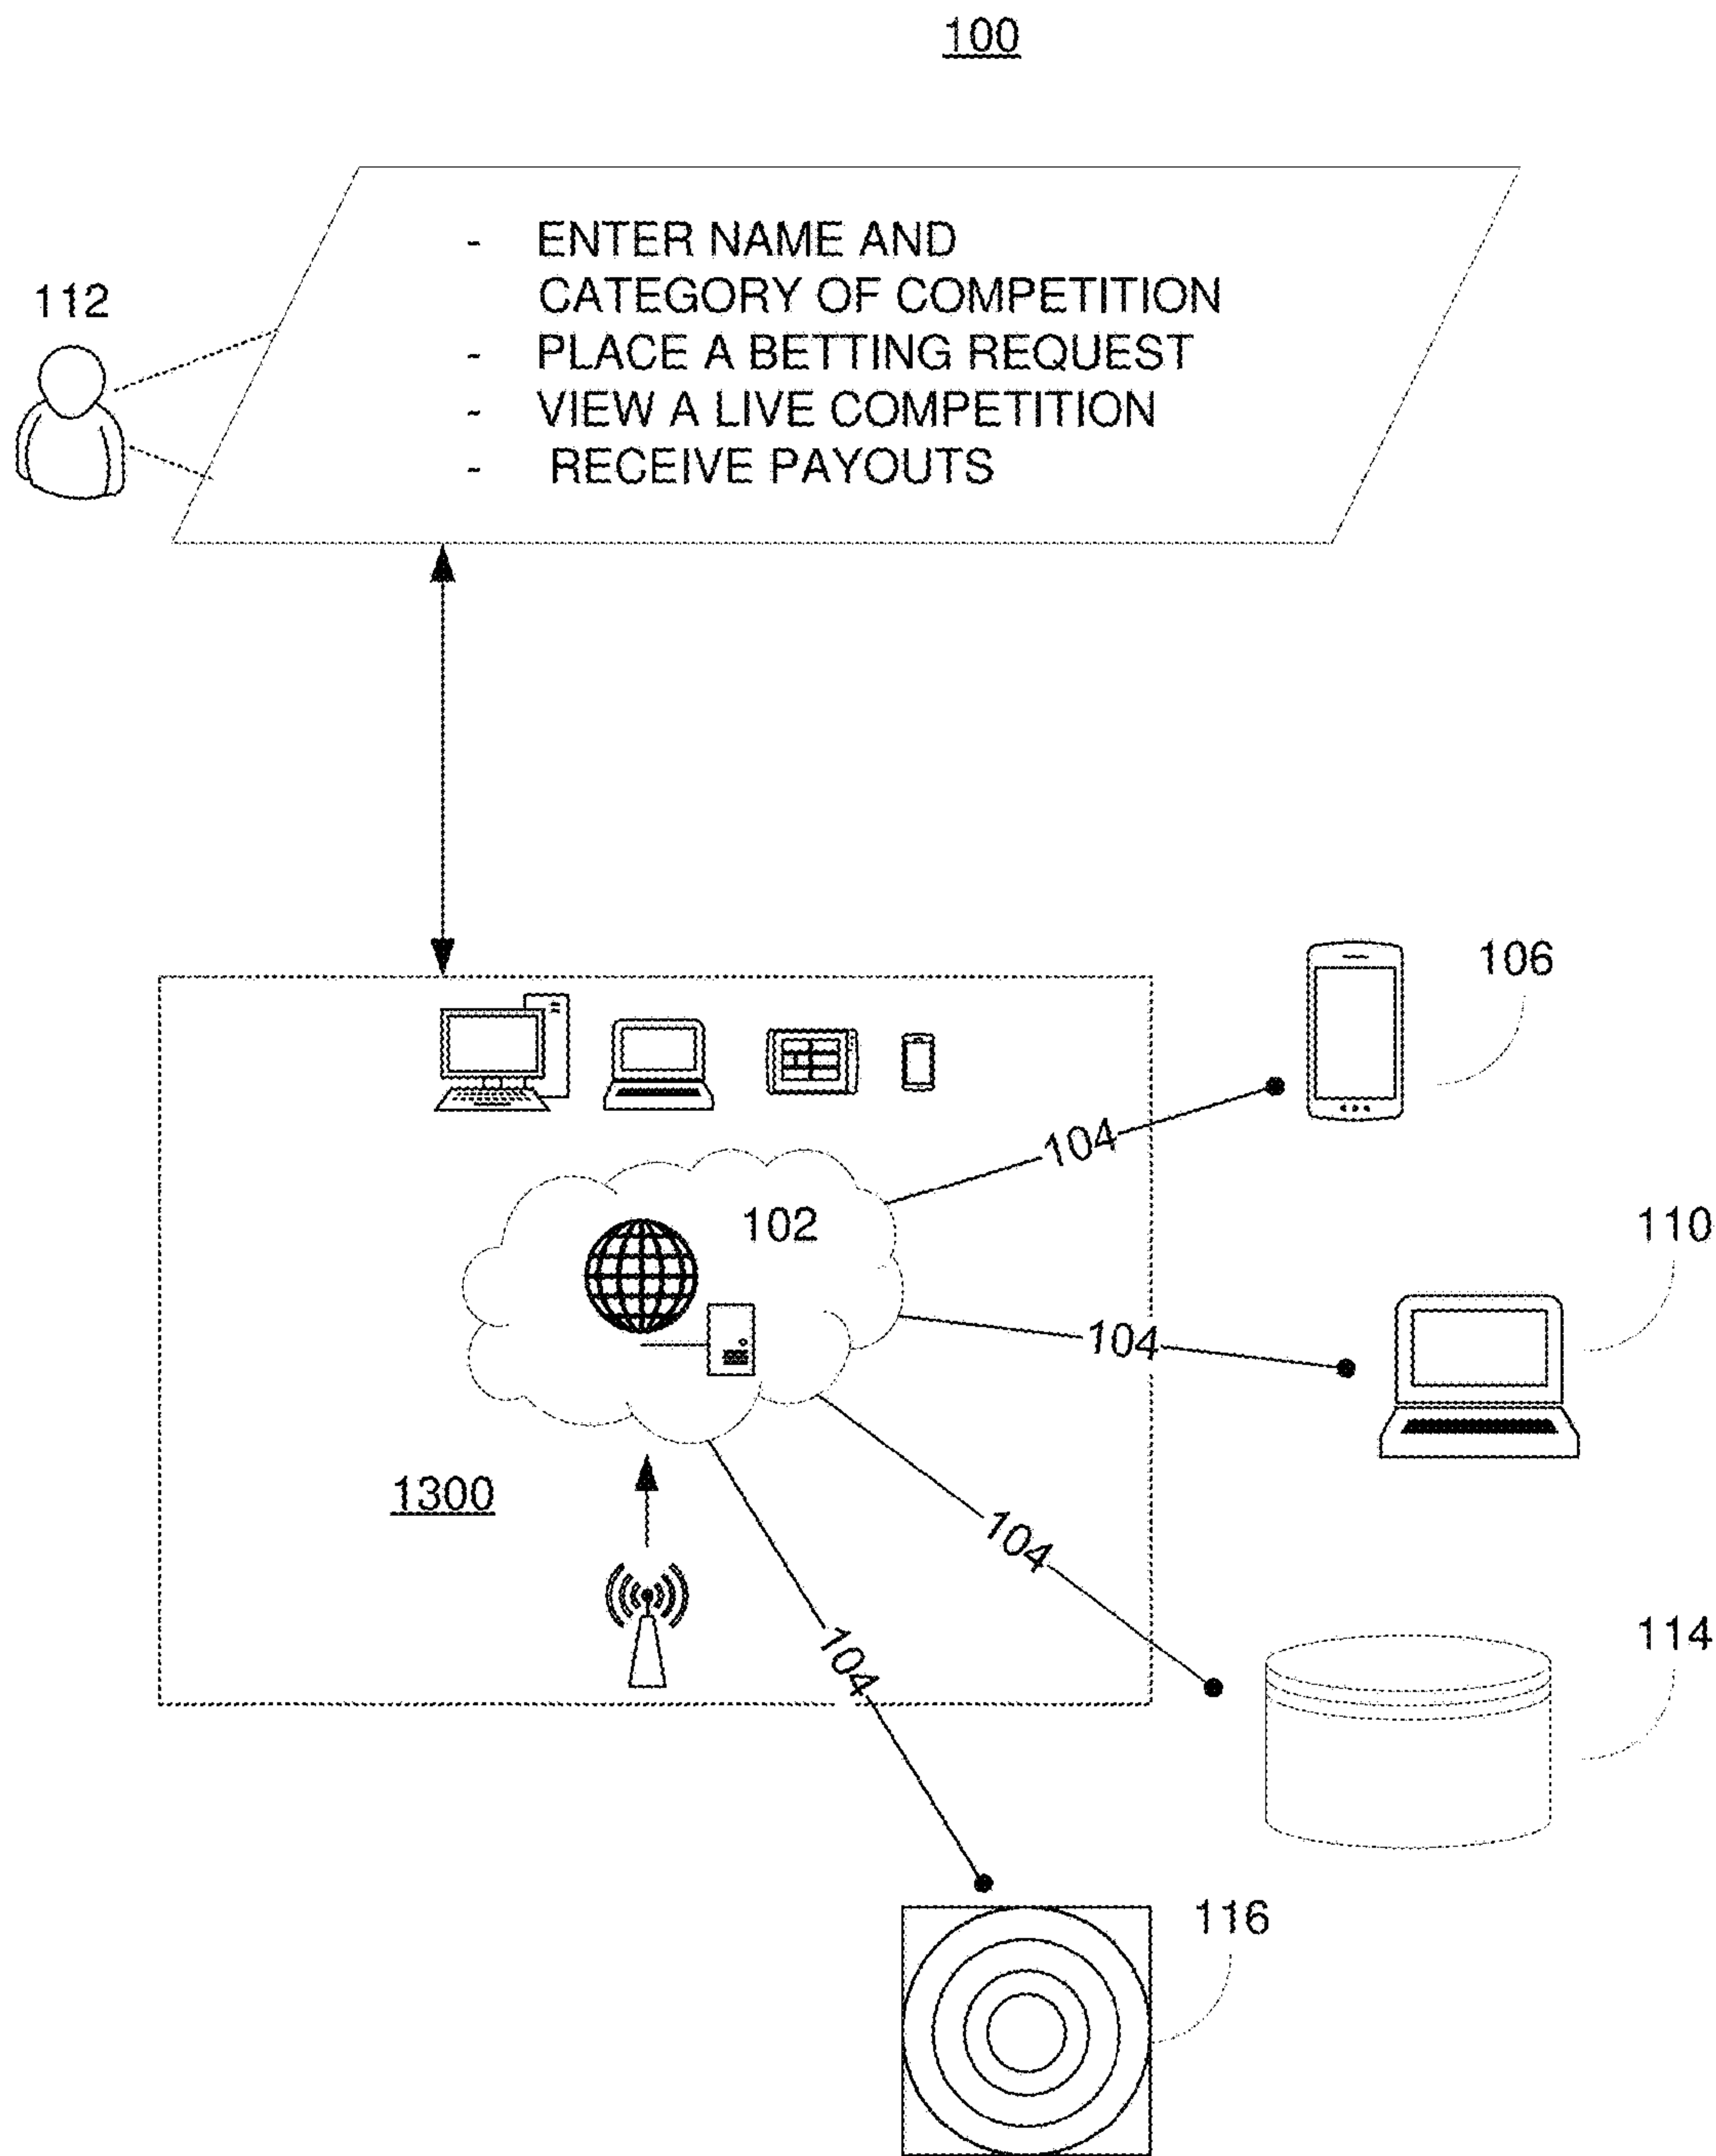 100
112
- ENTER NAME AND
CATEGORY OF COMPETITION
- PLACE A BETTING REQUEST
- VIEW A LIVE COMPETITION
- RECEIVE PAYOUTS
106
104
102
110
104
1300
104
114
104
116